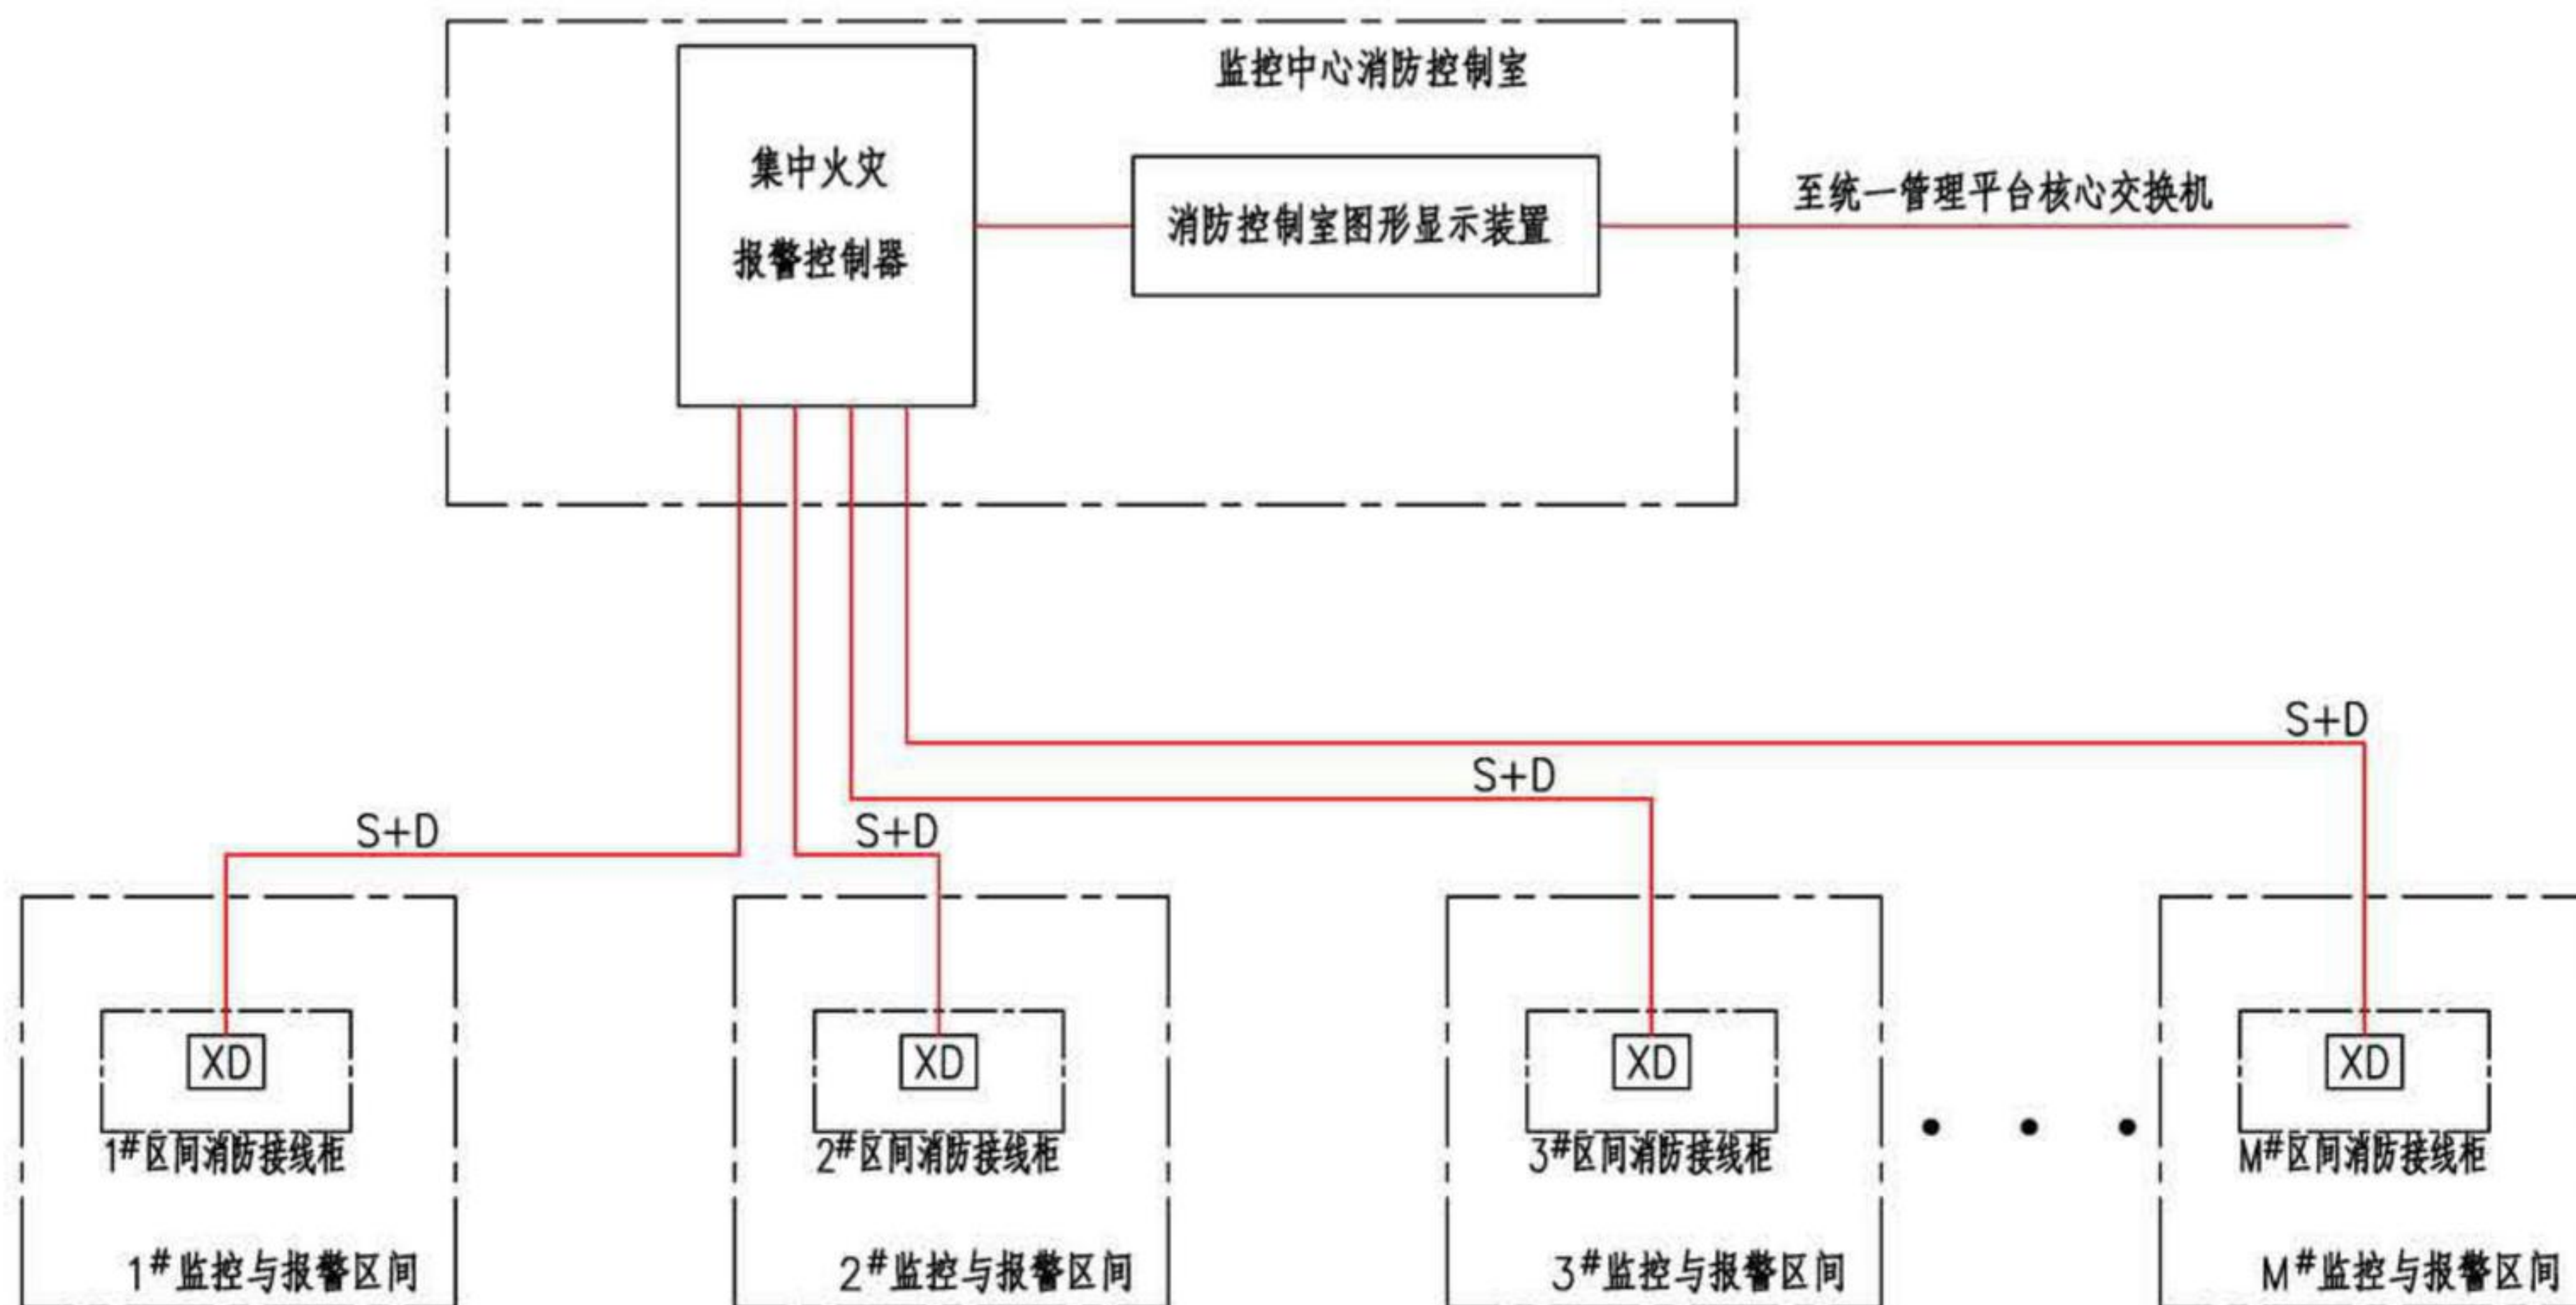 监控中心消防控制室
集中火灾
报警控制器
消防控制室图形显示装置
至统一管理平台核心交换机
S+D
S+D
S+D
S+D
XD
XD
XD
XD
1#区间消防接线柜
2#区间消防接线柜
3#区间消防接线柜
M#区间消防接线柜
1#监控与报警区间
2#监控与报警区间
3#监控与报警区间
M#监控与报警区间